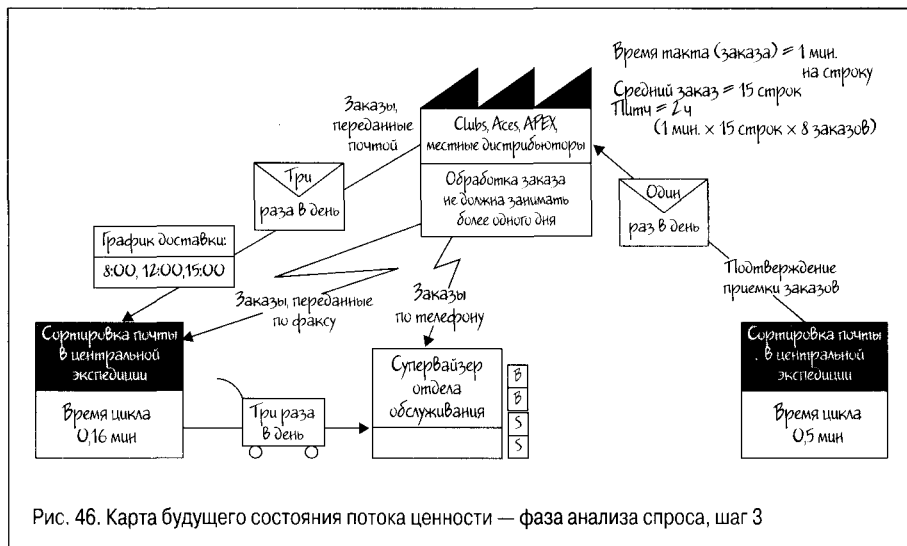 Время такта (заказа) = 1 мин.
на строку
Средний заказ = 15 строк
Питч = 2 ч
(1 мин. × 15 строк × 8 заказов)
Заказы,
переданные
почтой
Clubs, Aces, APEX,
местные дистрибьюторы
Обработка заказа
не должна занимать
более одного дня
Три
раза в день
Один
раз в день
График доставки:
8:00, 12:00, 15:00
Заказы, переданные
по факсу
Заказы
по телефону
Подтверждение
приемки заказов
Сортировка почты
в центральной
экспедиции
Время цикла
0,16 мин
Три раза
в день
Супервайзер
отдела
обслуживания
B
B
S
S
Сортировка почты
в центральной
экспедиции
Время цикла
0,5 мин
Рис. 46. Карта будущего состояния потока ценности — фаза анализа спроса, шаг 3